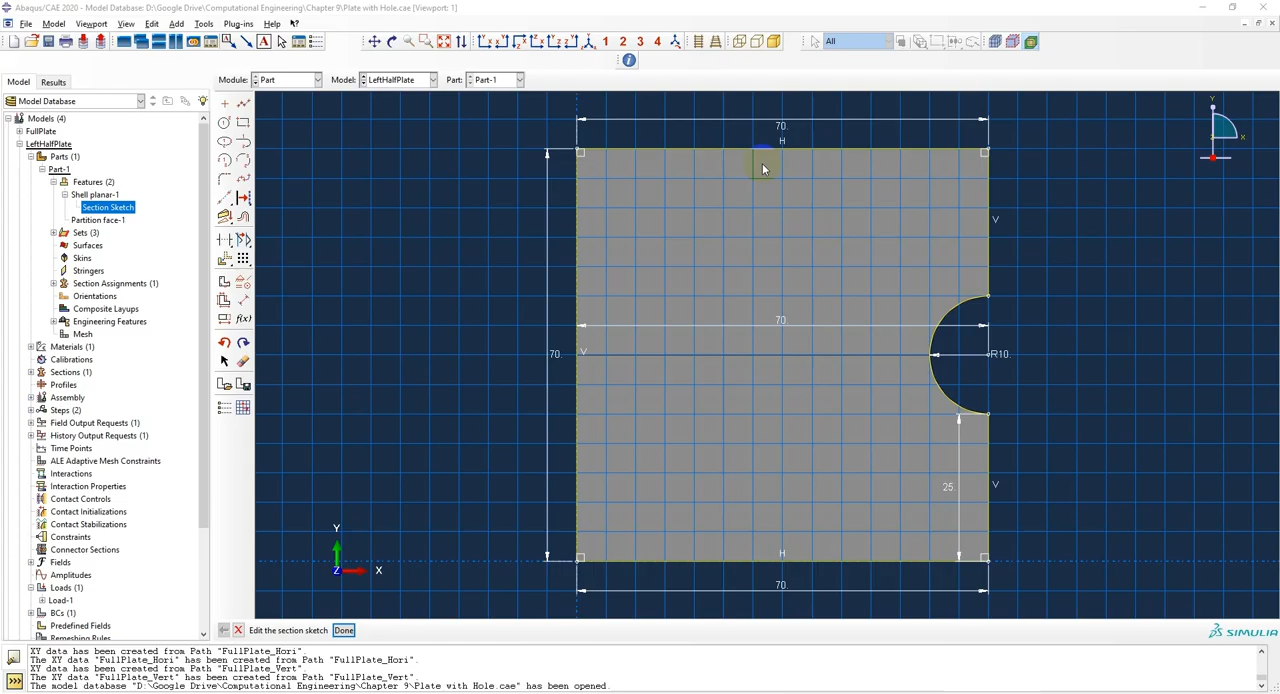 Abaqus/CAE 2020 - Model Database: D:\Google Drive\Computational Engineering\Chapter 9\Plate with Hole.cae [Viewport: 1]
File Model Viewport View Edit Add Tools Plug-ins Help
All
1 2 3 4
Model Results
Module: Part Model: LeftHalfPlate Part: Part-1
Model Database
Models (4)
FullPlate
LeftHalfPlate
Parts (1)
Part-1
Features (2)
Shell planar-1
Section Sketch
Partition face-1
Sets (3)
Surfaces
Skins
Stringers
Section Assignments (1)
Orientations
Composite Layups
Engineering Features
Mesh
Materials (1)
Calibrations
Sections (1)
Profiles
Assembly
Steps (2)
Field Output Requests (1)
History Output Requests (1)
Time Points
ALE Adaptive Mesh Constraints
Interactions
Interaction Properties
Contact Controls
Contact Initializations
Contact Stabilizations
Constraints
Connector Sections
Fields
Amplitudes
Loads (1)
Load-1
BCs (1)
Predefined Fields
Remeshing Rules
f(x)
70.
H
V
70.
70.
V
R10.
25.
V
H
70.
Y
X
Z
Y
X
Edit the section sketch Done
SIMULIA
XY data has been created from Path "FullPlate_Hori".
The XY data "FullPlate_Hori" has been created from Path "FullPlate_Hori".
XY data has been created from Path "FullPlate_Vert".
The XY data "FullPlate_Vert" has been created from Path "FullPlate_Vert".
The model database "D:\Google Drive\Computational Engineering\Chapter 9\Plate with Hole.cae" has been opened.